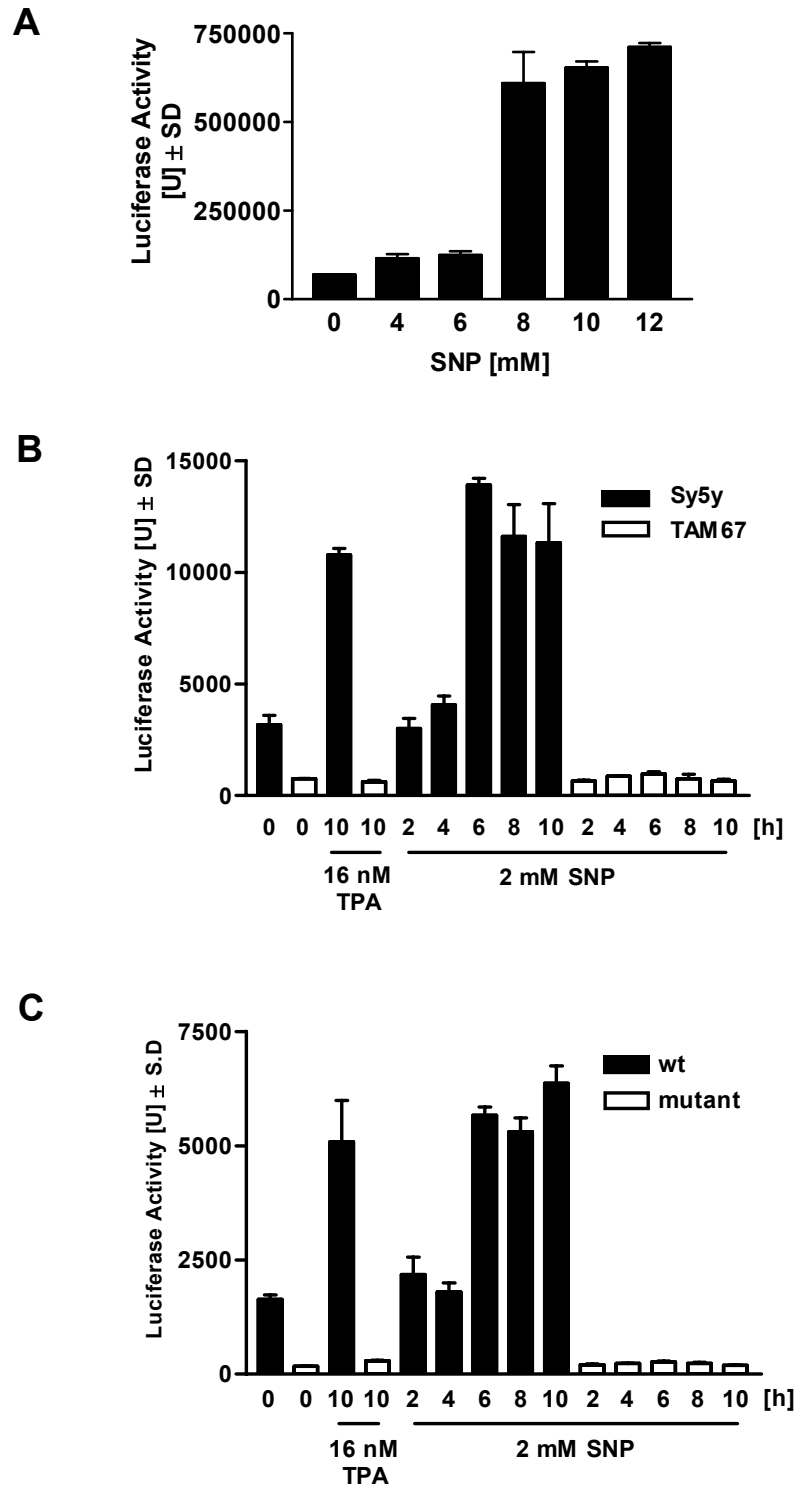 A
Luciferase Activity
[U] ± SD
750000
500000
250000
0
0 4 6 8 10 12
SNP [mM]
B
Luciferase Activity [U] ± SD
15000
10000
5000
0
Sy5y
TAM67
0 0 10 10 2 4 6 8 10 2 4 6 8 10 [h]
16 nM
TPA
2 mM SNP
C
Luciferase Activity [U] ± S.D
7500
5000
2500
0
wt
mutant
0 0 10 10 2 4 6 8 10 2 4 6 8 10 [h]
16 nM
TPA
2 mM SNP